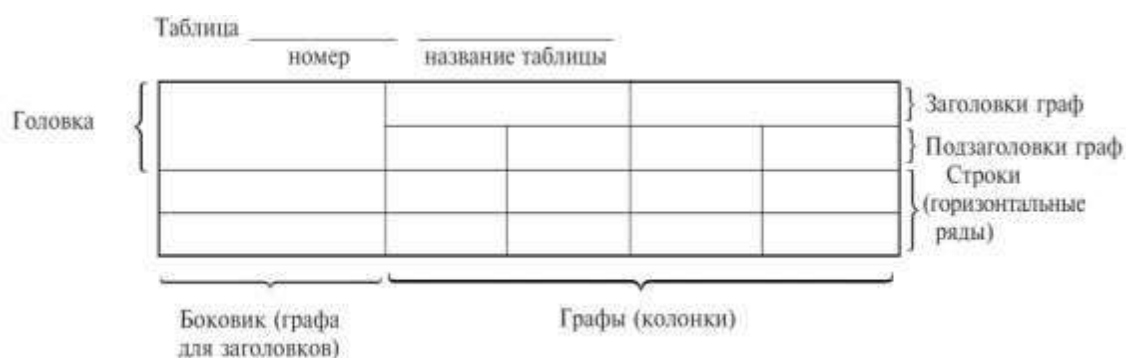 Таблица
номер название таблицы
Головка
Заголовки граф
Подзаголовки граф
Строки
(горизонтальные
ряды)
Боковик (графа
для заголовков)
Графы (колонки)